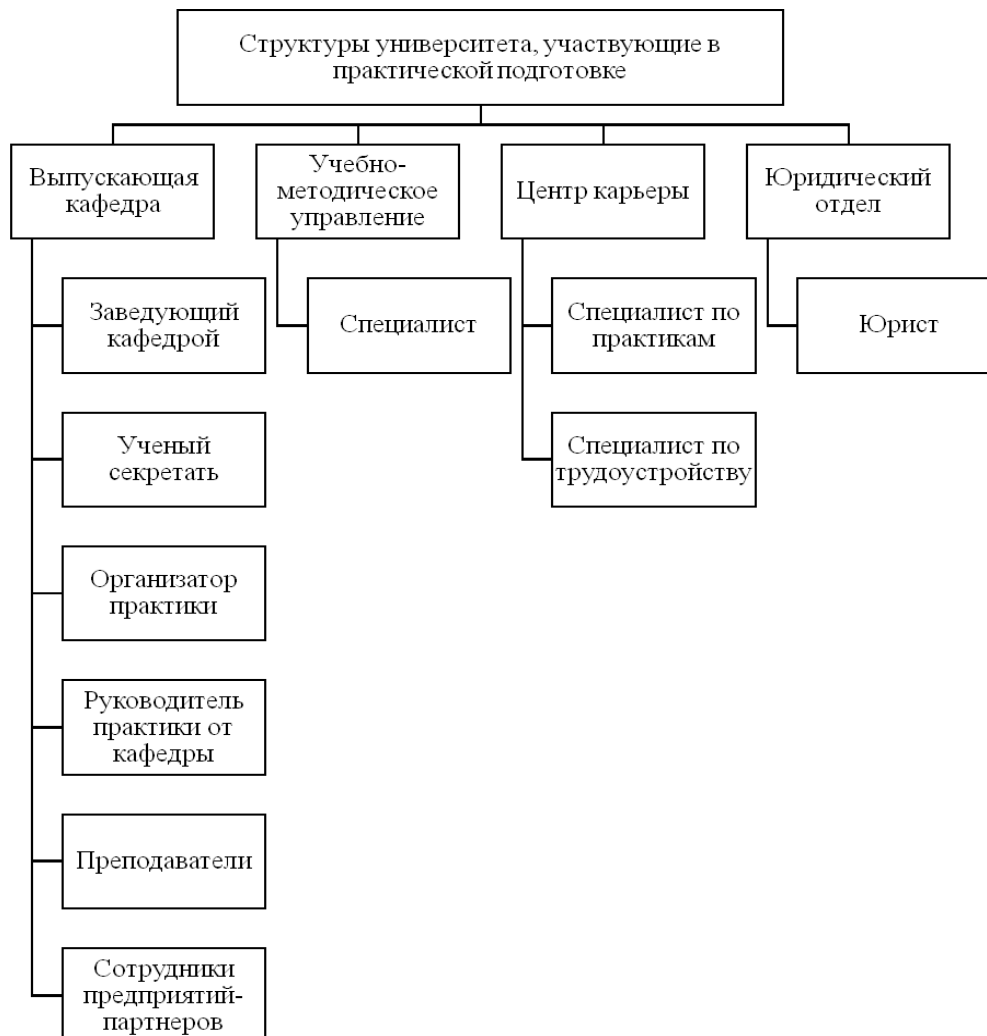 Структуры университета, участвующие в
практической подготовке
Выпускающая
кафедра
Учебно-
методическое
управление
Центр карьеры
Юридический
отдел
Заведующий
кафедрой
Специалист
Специалист по
практикам
Юрист
Ученый
секретать
Специалист по
трудоустройству
Организатор
практики
Руководитель
практики от
кафедры
Преподаватели
Сотрудники
предприятий-
партнеров